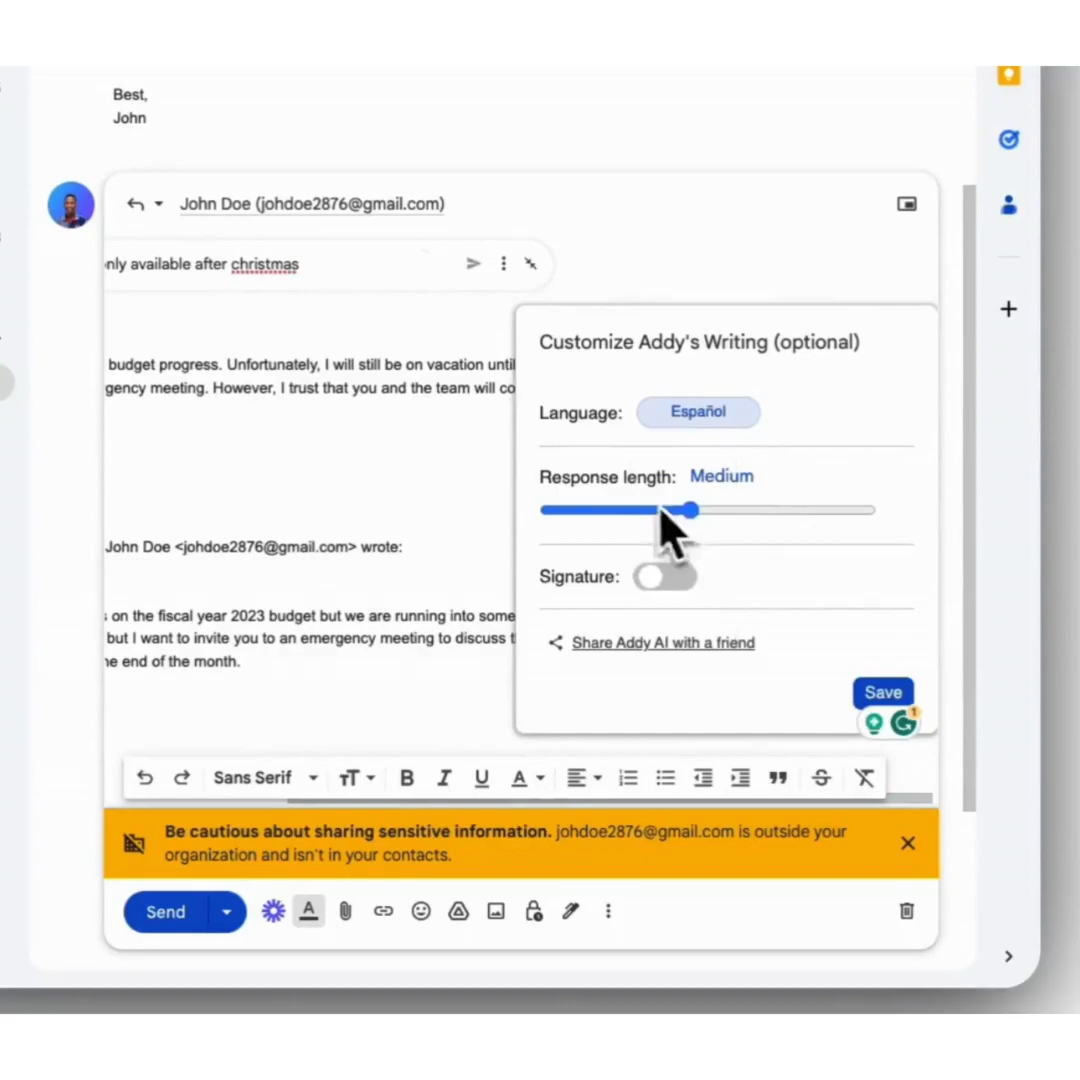 Best,
John
John Doe (johdoe2876@gmail.com)
only available after christmas
Customize Addy's Writing (optional)
budget progress. Unfortunately, I will still be on vacation until
However, I trust that you and the team will
Language: Español
Response length: Medium
John Doe <johdoe2876@gmail.com> wrote:
Signature:
on the fiscal year 2023 budget but we are running into some
but I want to invite you to an emergency meeting to discuss
end of the month.
Share Addy AI with a friend
Save
1
Sans Serif
Be cautious about sharing sensitive information. johdoe2876@gmail.com is outside your
organization and isn't in your contacts.
Send